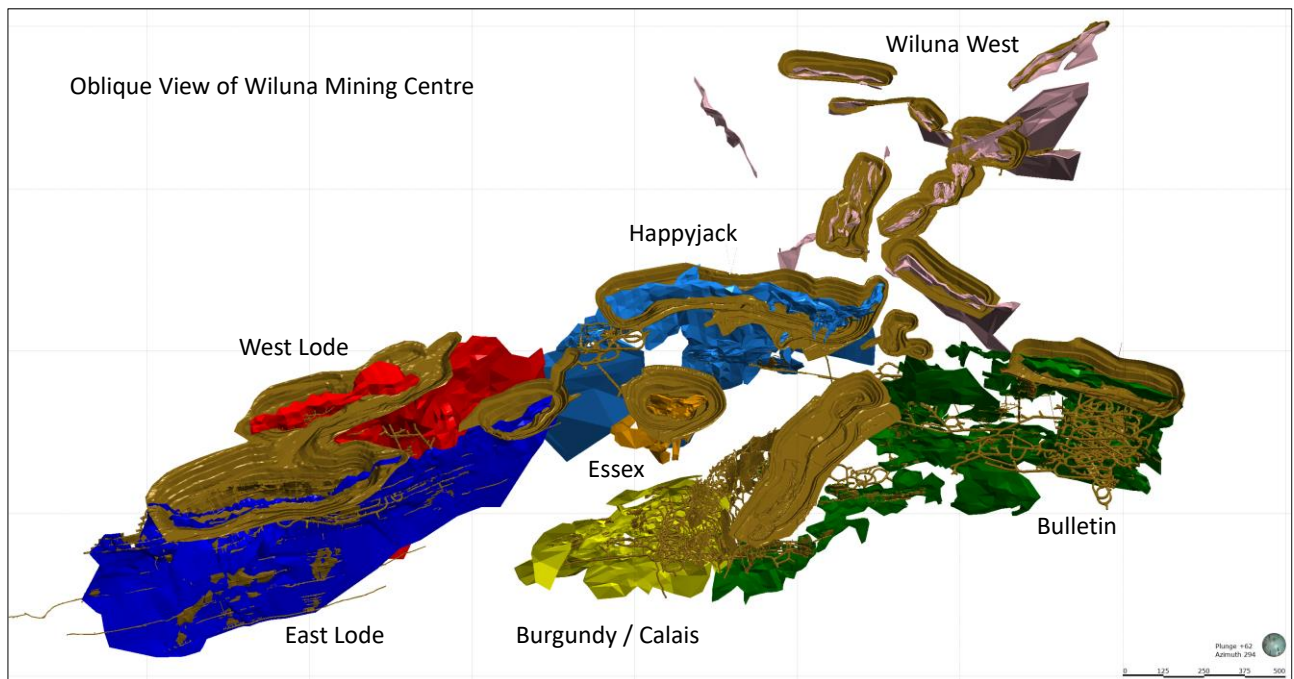 Wiluna West
Oblique View of Wiluna Mining Centre
Happyjack
West Lode
Essex
Bulletin
East Lode
Burgundy / Calais
Plunge +62
Azimuth 294
0 125 250 375 500